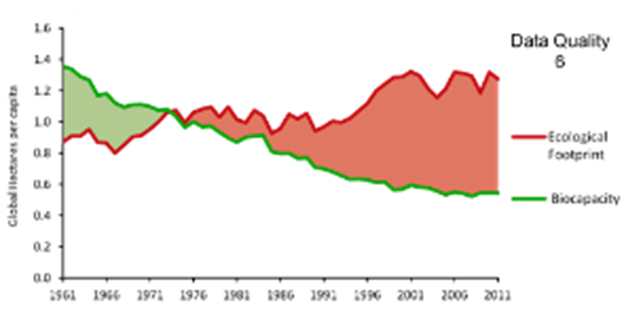 Data Quality
6
Global Hectares per capita
1.6
1.4
1.2
1.0
0.8
0.6
0.4
0.2
0.0
1961 1966 1971 1976 1981 1986 1991 1996 2001 2006 2011
Ecological
Footprint
Biocapacity